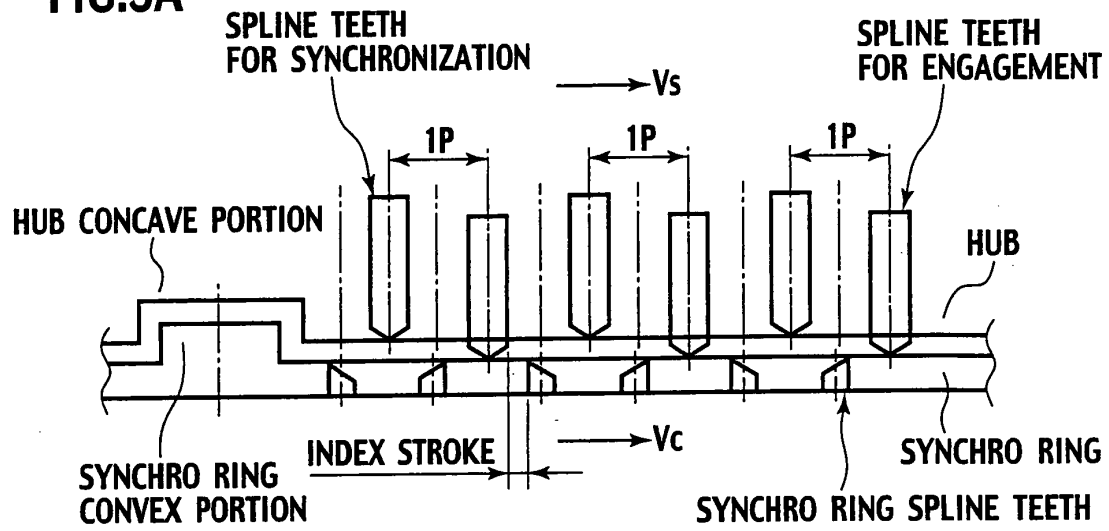 FIG.5A
SPLINE TEETH
FOR SYNCHRONIZATION
SPLINE TEETH
FOR ENGAGEMENT
Vs
1P
1P
1P
HUB CONCAVE PORTION
HUB
INDEX STROKE
Vc
SYNCHRO RING
SYNCHRO RING
CONVEX PORTION
SYNCHRO RING SPLINE TEETH